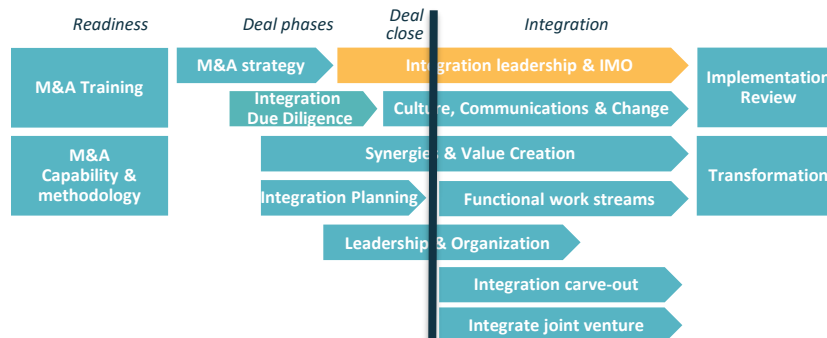 Readiness
Deal phases
Deal
close
Integration
M&A Training
M&A strategy
Integration leadership & IMO
Implementation
Review
Integration
Due Diligence
Culture, Communications & Change
M&A
Capability &
methodology
Synergies & Value Creation
Transformation
Integration Planning
Functional work streams
Leadership & Organization
Integration carve-out
Integrate joint venture